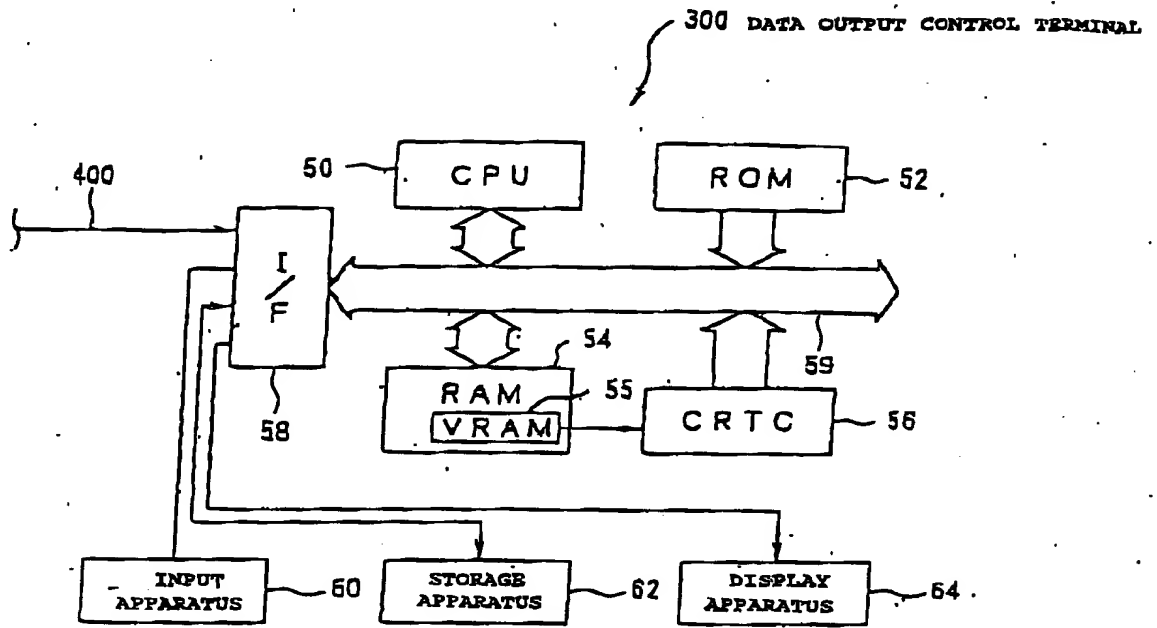 300 DATA OUTPUT CONTROL TERMINAL
400
50
CPU
ROM
52
I/F
58
59
54
RAM
55
VRAM
CRTC
56
INPUT
APPARATUS
60
STORAGE
APPARATUS
62
DISPLAY
APPARATUS
64